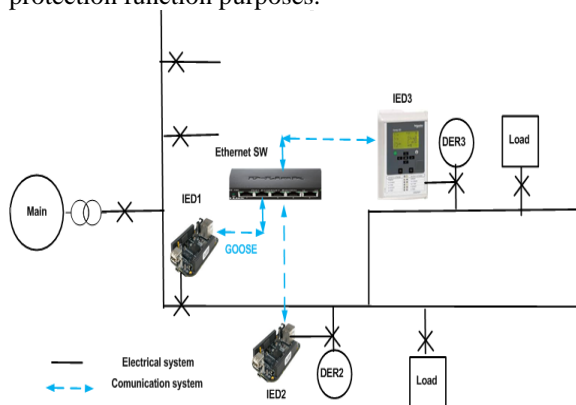 protection function purposes.
IED3
Ethernet SW
DER3
Load
Main
IED1
GOOSE
Electrical system
Comunication system
IED2
DER2
Load